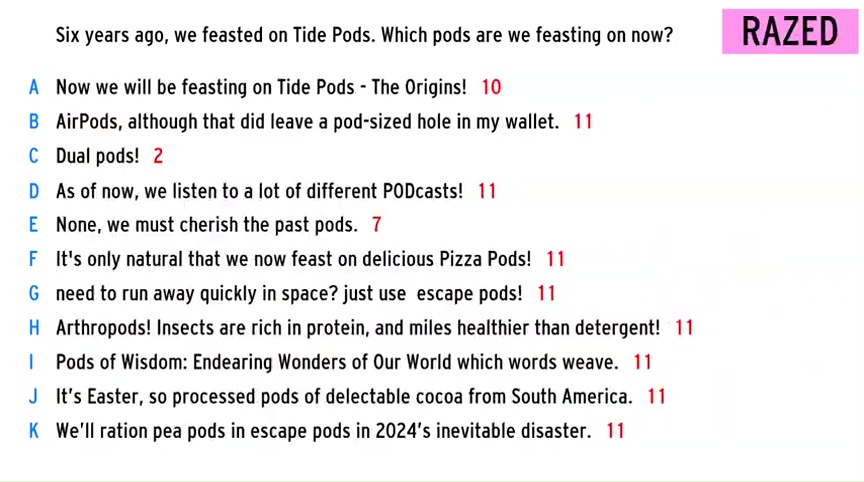 Six years ago, we feasted on Tide Pods. Which pods are we feasting on now?
RAZED
A Now we will be feasting on Tide Pods - The Origins! 10
B AirPods, although that did leave a pod-sized hole in my wallet. 11
C Dual pods! 2
D As of now, we listen to a lot of different PODcasts! 11
E None, we must cherish the past pods. 7
F It's only natural that we now feast on delicious Pizza Pods! 11
G need to run away quickly in space? just use escape pods! 11
H Arthropods! Insects are rich in protein, and miles healthier than detergent! 11
I Pods of Wisdom: Endearing Wonders of Our World which words weave. 11
J It's Easter, so processed pods of delectable cocoa from South America. 11
K We'll ration pea pods in escape pods in 2024's inevitable disaster. 11